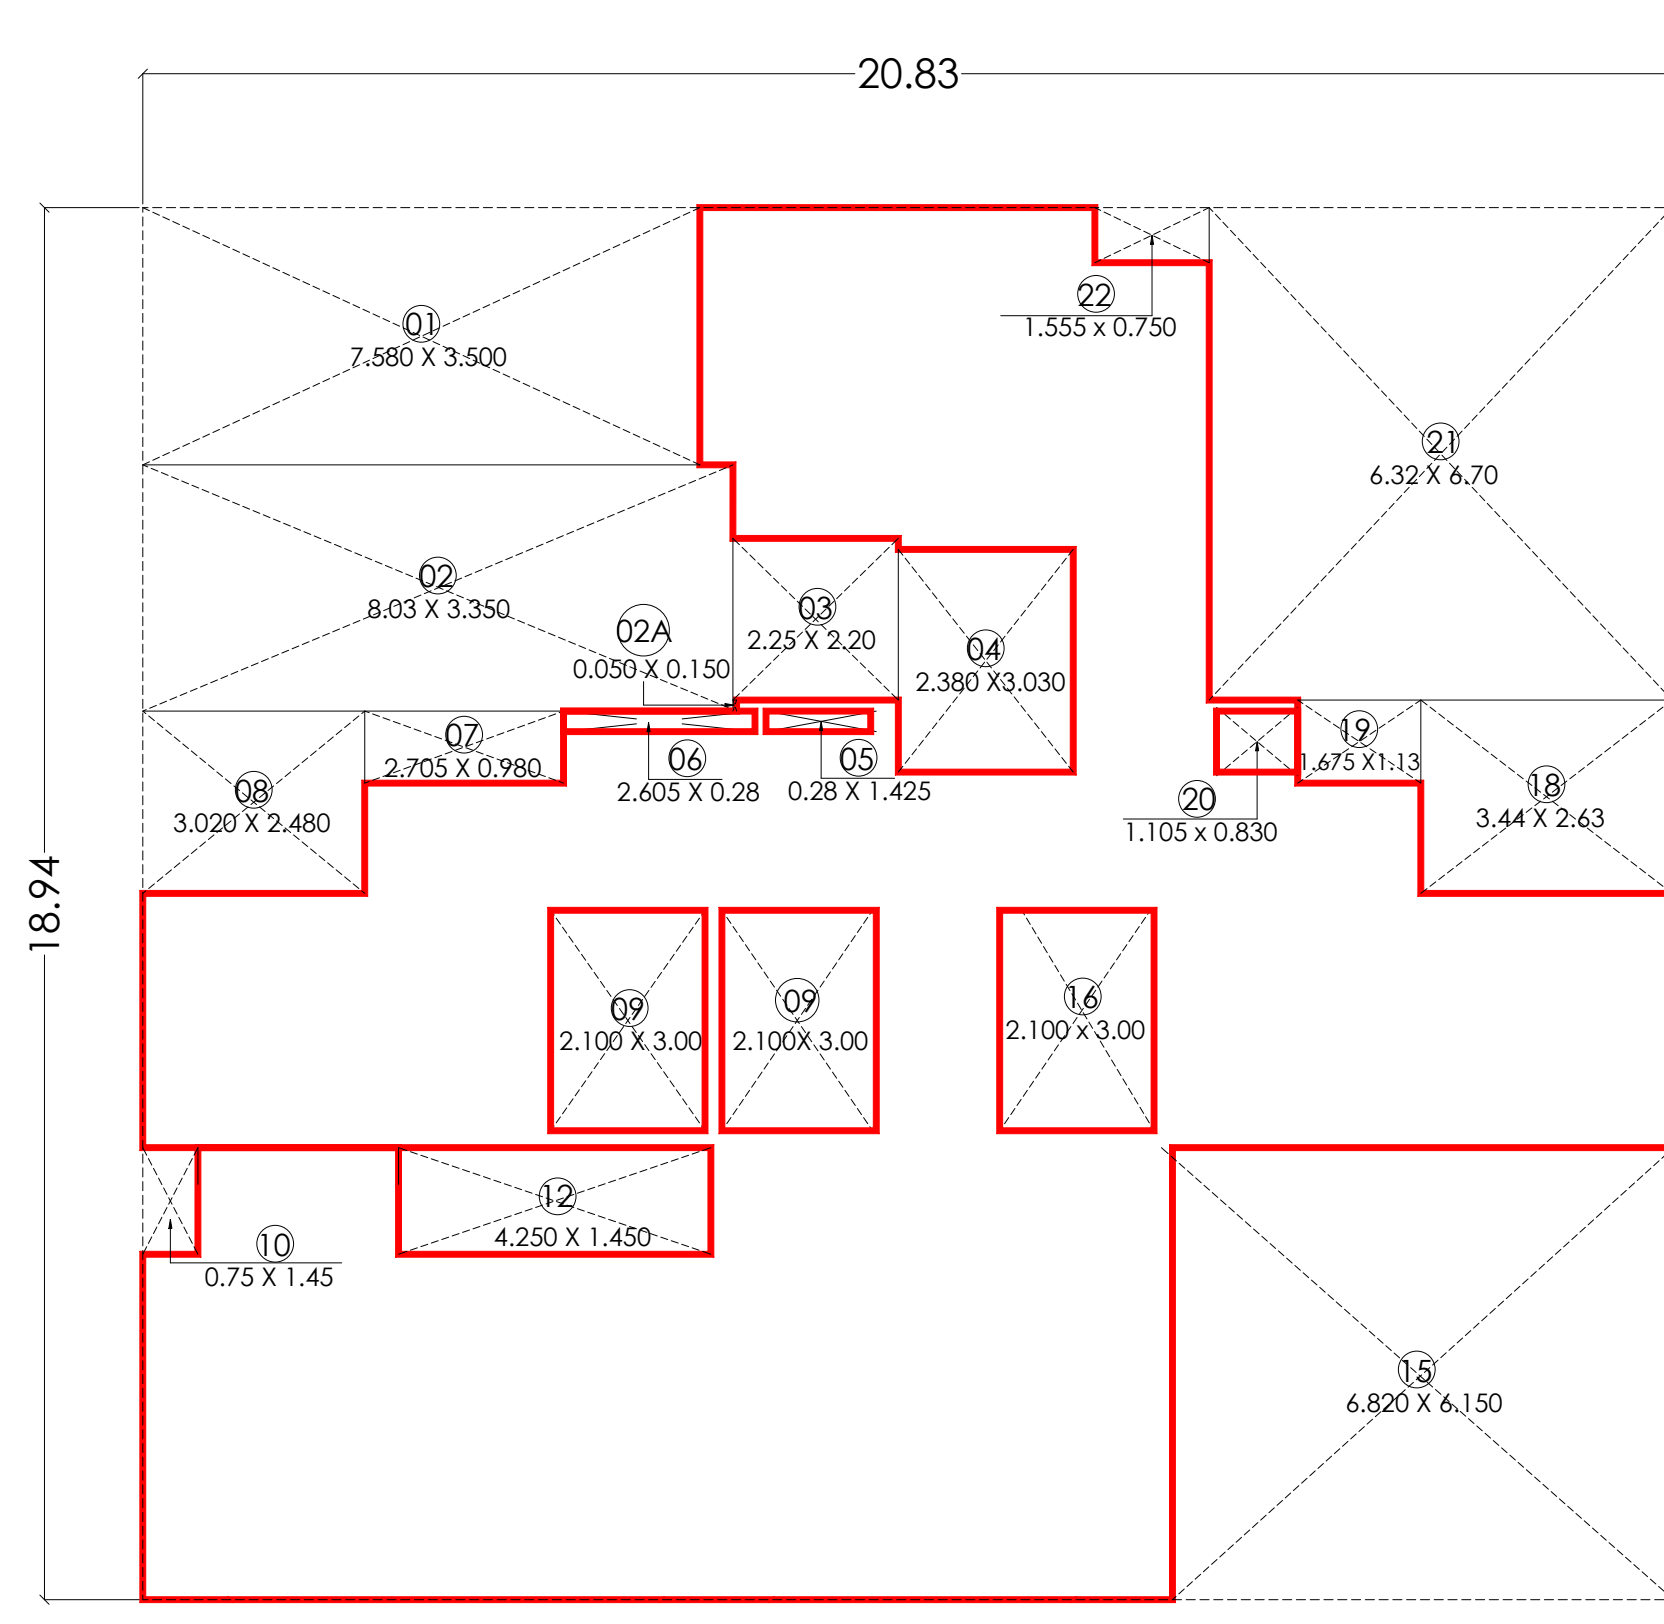 20.83
18.94
01
7.580 X 3.500
22
1.555 x 0.750
21
6.32 X 6.70
02
8.03 X 3.350
02A
0.050 X 0.150
03
2.25 X 2.20
04
2.380 X3.030
07
2.705 X 0.980
06
2.605 X 0.28
05
0.28 X 1.425
08
3.020 X 2.480
19
1.675 X1.13
18
3.44 X 2.63
20
1.105 x 0.830
09
2.100 X 3.00
09
2.100X 3.00
16
2.100 x 3.00
12
4.250 X 1.450
10
0.75 X 1.45
15
6.820 X 6.150